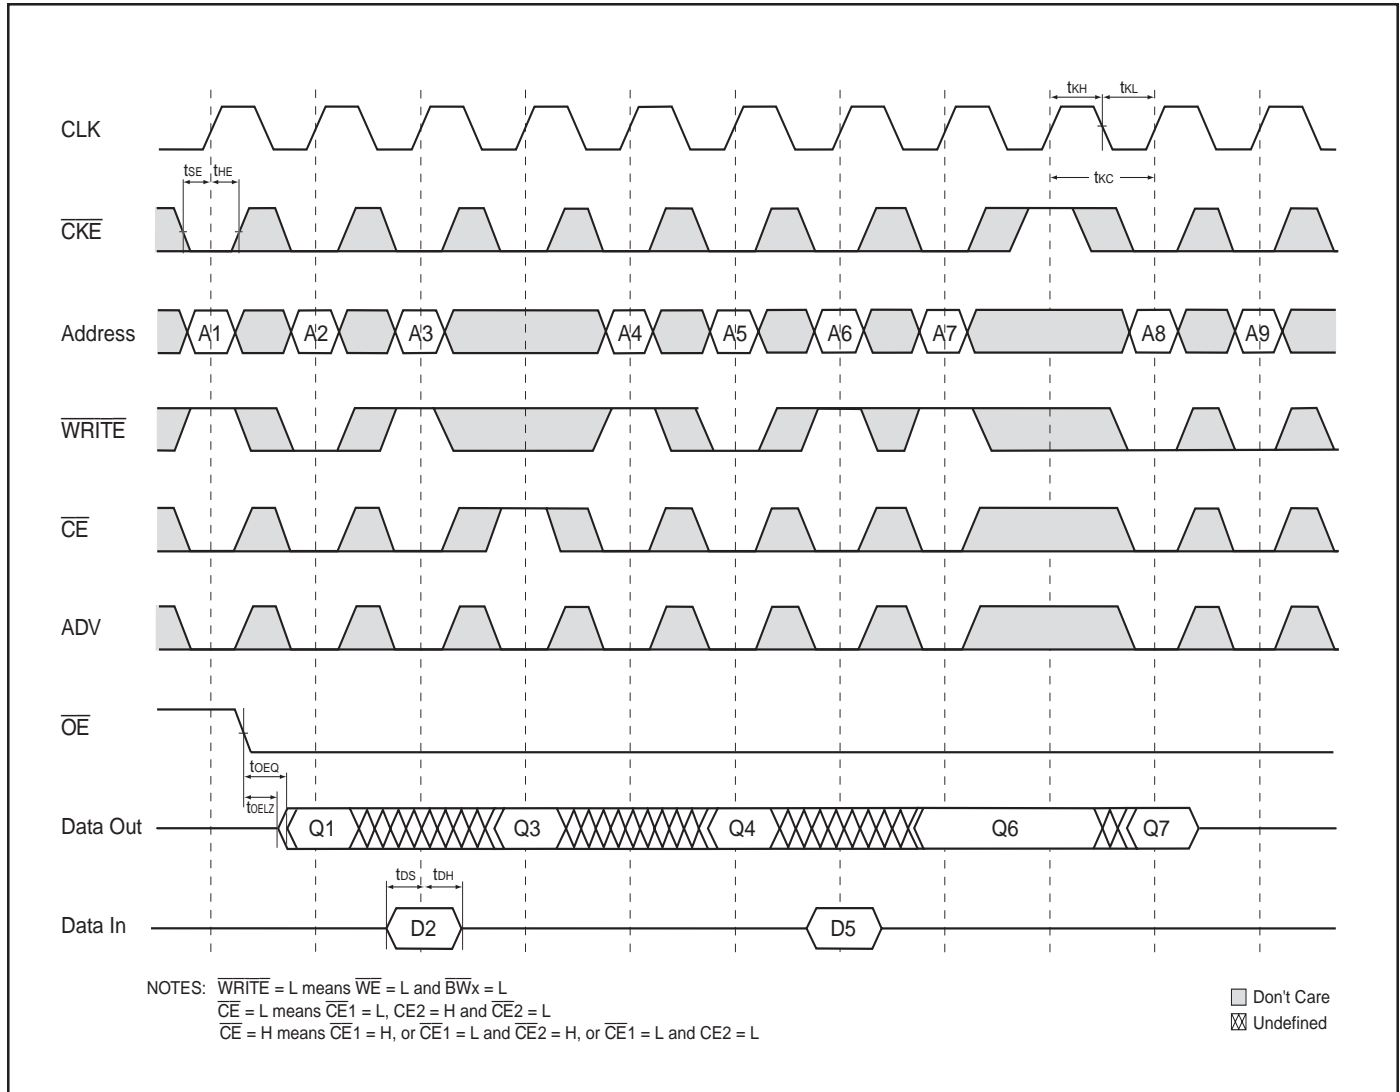 tKH tKL
CLK
tSE tHE
tKC
CKE
Address A1 A2 A3 A4 A5 A6 A7 A8 A9
WRITE
CE
ADV
OE
tOEQ
tOELZ
Data Out Q1 Q3 Q4 Q6 Q7
tDS tDH
Data In D2 D5
NOTES: WRITE = L means WE = L and BWx = L
CE = L means CE1 = L, CE2 = H and CE2 = L
CE = H means CE1 = H, or CE1 = L and CE2 = H, or CE1 = L and CE2 = L
Don't Care
Undefined